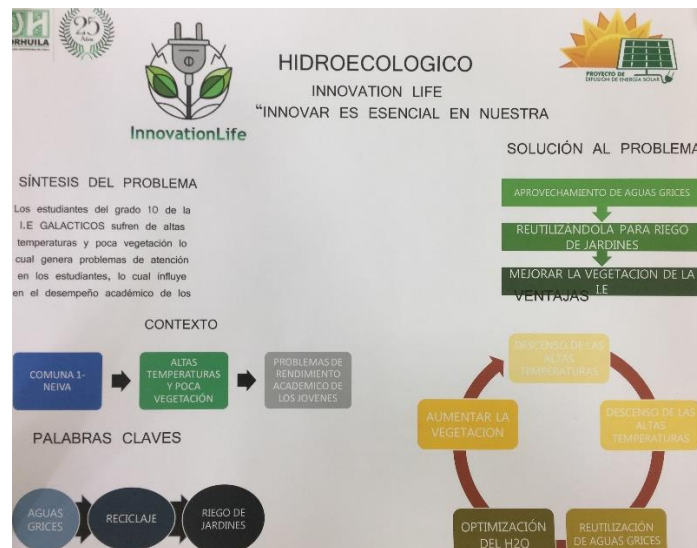 25
Años
InnovationLife
HIDROECOLOGICO
INNOVATION LIFE
“INNOVAR ES ESENCIAL EN NUESTRA
PROYECTO DE
DIFUSIÓN DE ENERGÍA SOLAR
SÍNTESIS DEL PROBLEMA
Los estudiantes del grado 10 de la
I.E GALACTICOS sufren de altas
temperaturas y poca vegetación lo
cual genera problemas de atención
en los estudiantes, lo cual influye
en el desempeño académico de los
CONTEXTO
COMUNA 1-
NEIVA
ALTAS
TEMPERATURAS
Y POCA
VEGETACIÓN
PROBLEMAS DE
RENDIMIENTO
ACADEMICO DE
LOS JOVENES
PALABRAS CLAVES
AGUAS
GRICES
RECICLAJE
RIEGO DE
JARDINES
SOLUCIÓN AL PROBLEMA
APROVECHAMIENTO DE AGUAS GRICES
REUTILIZÁNDOLA PARA RIEGO
DE JARDINES
MEJORAR LA VEGETACION DE LA
I.E
VENTAJAS
DESCENSO DE LAS
ALTAS
TEMPERATURAS
DESCENSO DE LAS
ALTAS
TEMPERATURAS
REUTILIZACIÓN
DE AGUAS GRICES
OPTIMIZACIÓN
DEL H2O
AUMENTAR LA
VEGETACION